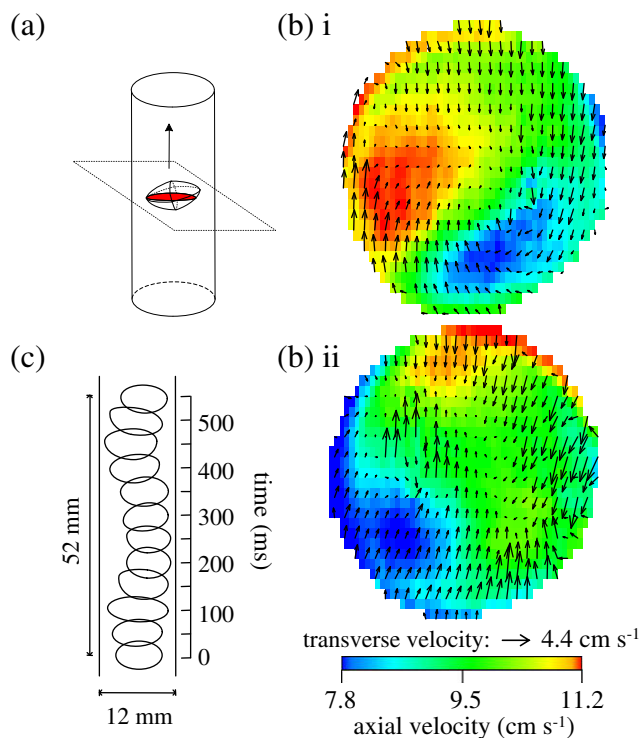 (a)
(b) i
(c)
52 mm
500
400
300
200
100
0
time (ms)
12 mm
(b) ii
transverse velocity: → 4.4 cm s⁻¹
7.8 9.5 11.2
axial velocity (cm s⁻¹)